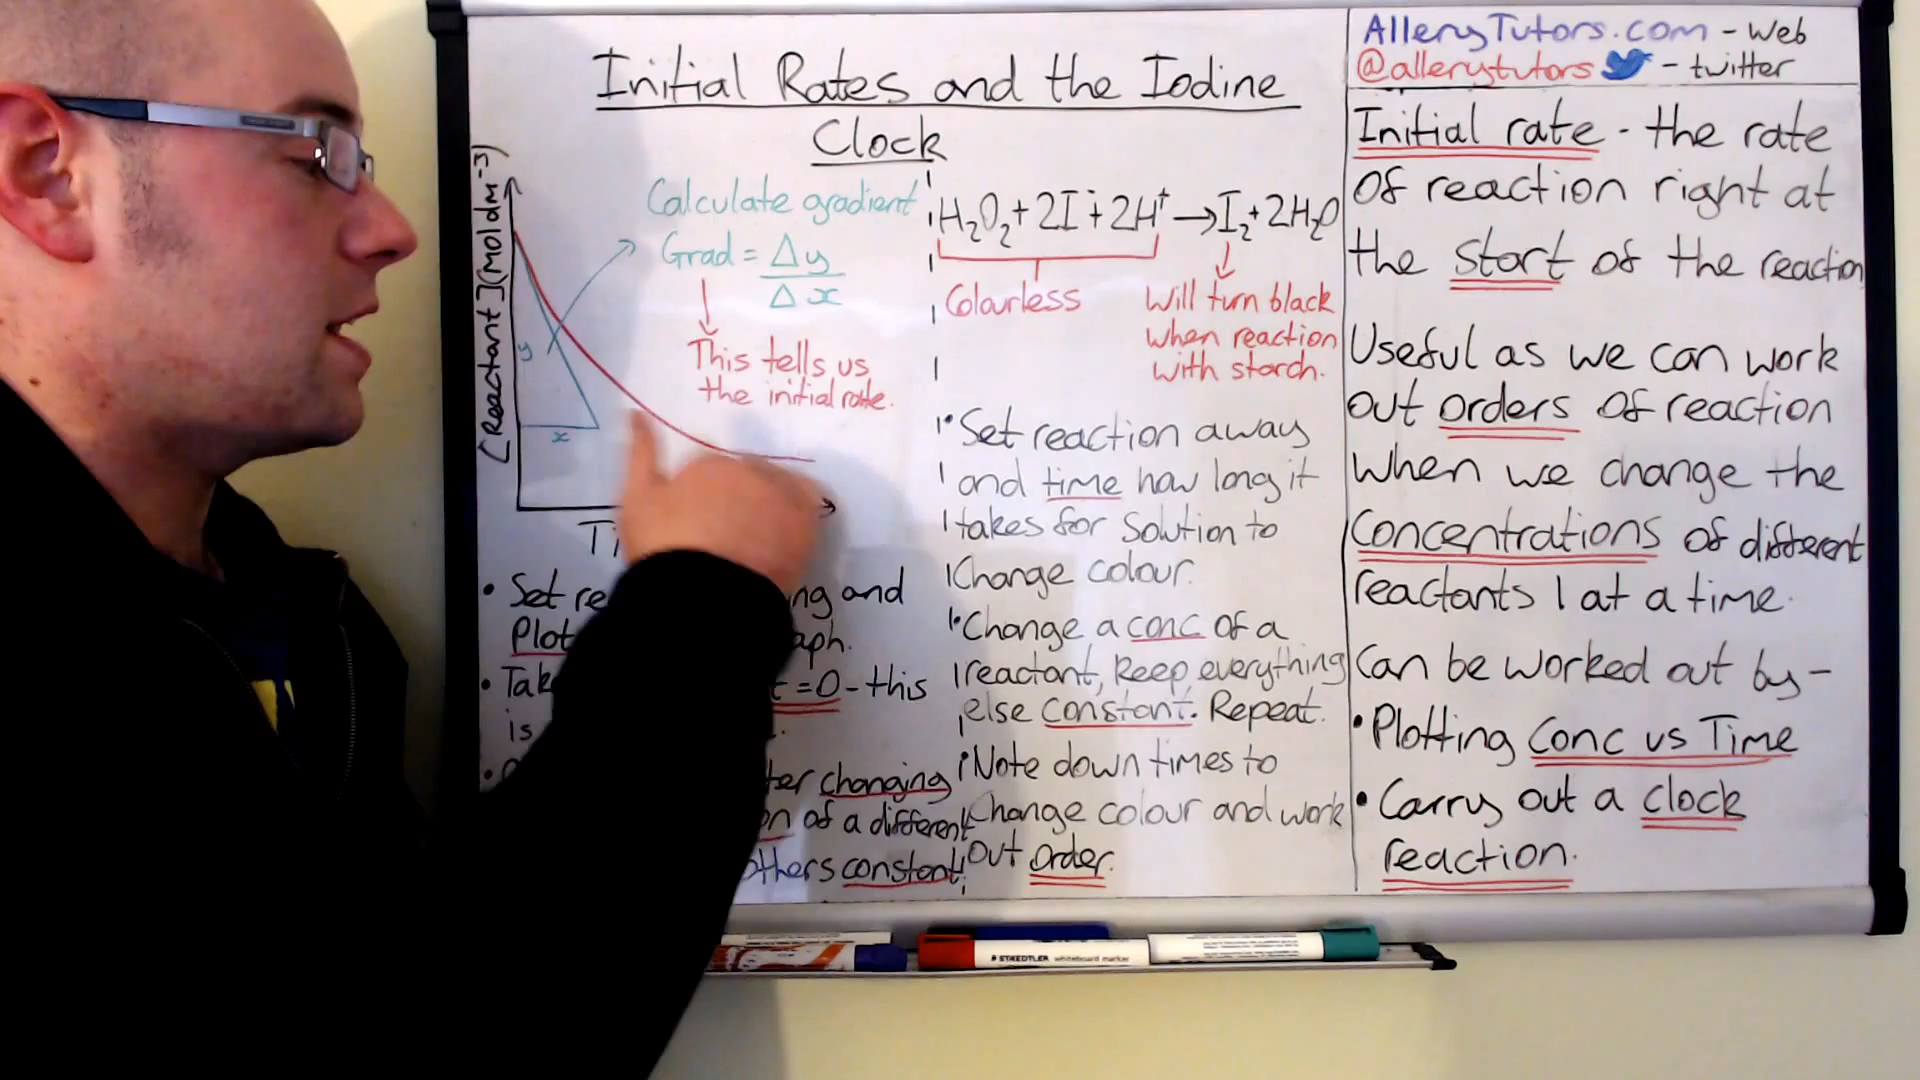 Initial Rates and the Iodine
Clock
[Reactant](mol dm⁻³)
y
x
Calculate gradient
Grad = Δy
Δx
This tells us
the initial rate.
• Set
ng and
Plot
• Tak
t=0 - this
is
changing
of a different
others constant
H₂O₂ + 2I⁻ + 2H⁺ → I₂ + 2H₂O
Colourless
Will turn black
when reaction
with starch.
• Set reaction away
and time how long it
takes for solution to
Change colour.
• Change a conc of a
reactant, keep everything
else constant. Repeat.
• Note down times to
Change colour and work
out order.
AlleryTutors.com - Web
@allerytutors - twitter
Initial rate - the rate
of reaction right at
the start of the reaction
Useful as we can work
out orders of reaction
when we change the
concentrations of different
reactants 1 at a time.
Can be worked out by -
• Plotting Conc vs Time
• Carry out a clock
reaction.
STAEDTLER whiteboard marker